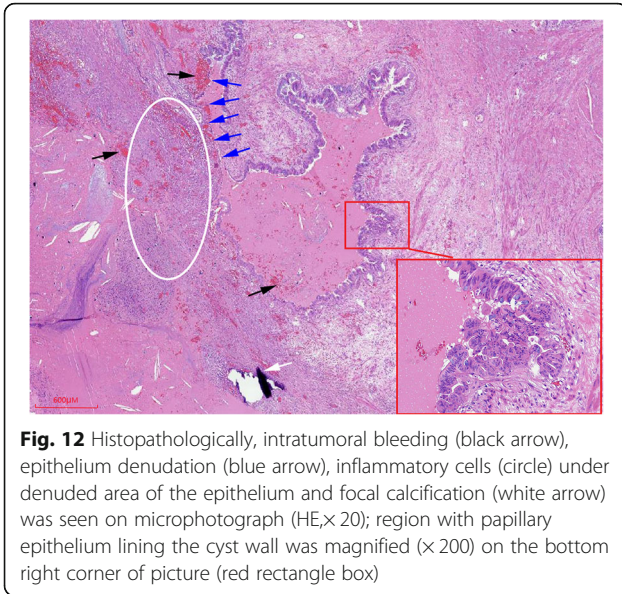 600μM
Fig. 12 Histopathologically, intratumoral bleeding (black arrow),
epithelium denudation (blue arrow), inflammatory cells (circle) under
denuded area of the epithelium and focal calcification (white arrow)
was seen on microphotograph (HE,× 20); region with papillary
epithelium lining the cyst wall was magnified (× 200) on the bottom
right corner of picture (red rectangle box)